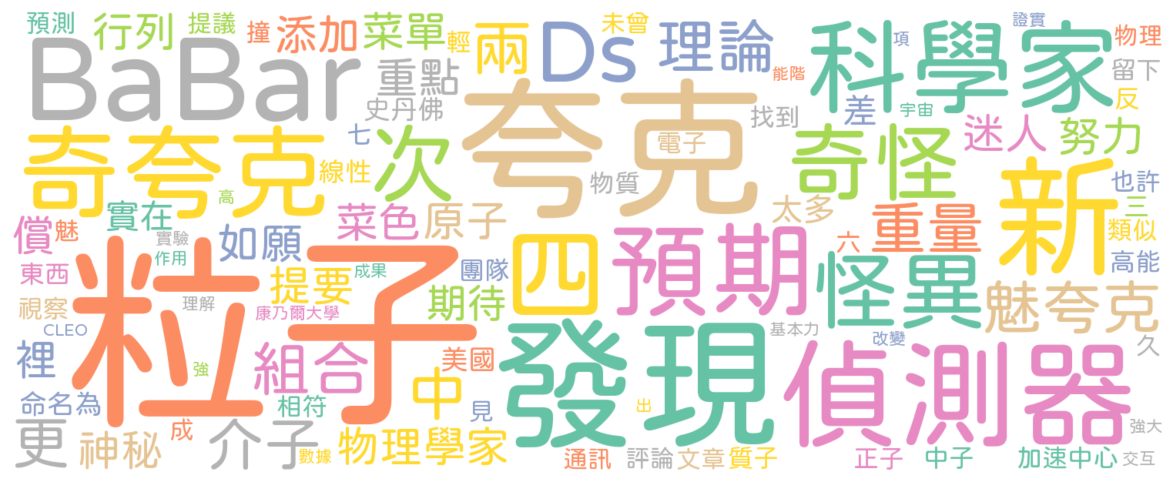 預測 行列 提議 撞 添加 菜單 輕 兩 未曾 Ds 理論 能階 科學家 項 證實 物理
BaBar 重點 史丹佛 找到 差 宇宙 留下 反
奇夸克 七 線性 次 夸克 電子 奇怪 迷人 努力
高 物質 太多 新 也許 三
償 魅 實在 實驗 作用 如願 菜色 原子 四 預期 六 重量 類似 高能
東西 粒子 提要 成果 團隊 期待 怪異 魅夸克
視察 理解 康乃爾大學
CLEO 裡 強 組合 美國 發現 基本力 改變 偵測器 久
命名為 相符 中 見 出
更 神秘 成 介子 數據 物理學家 通訊 評論 文章 質子 正子 中子 加速中心 強大 交互